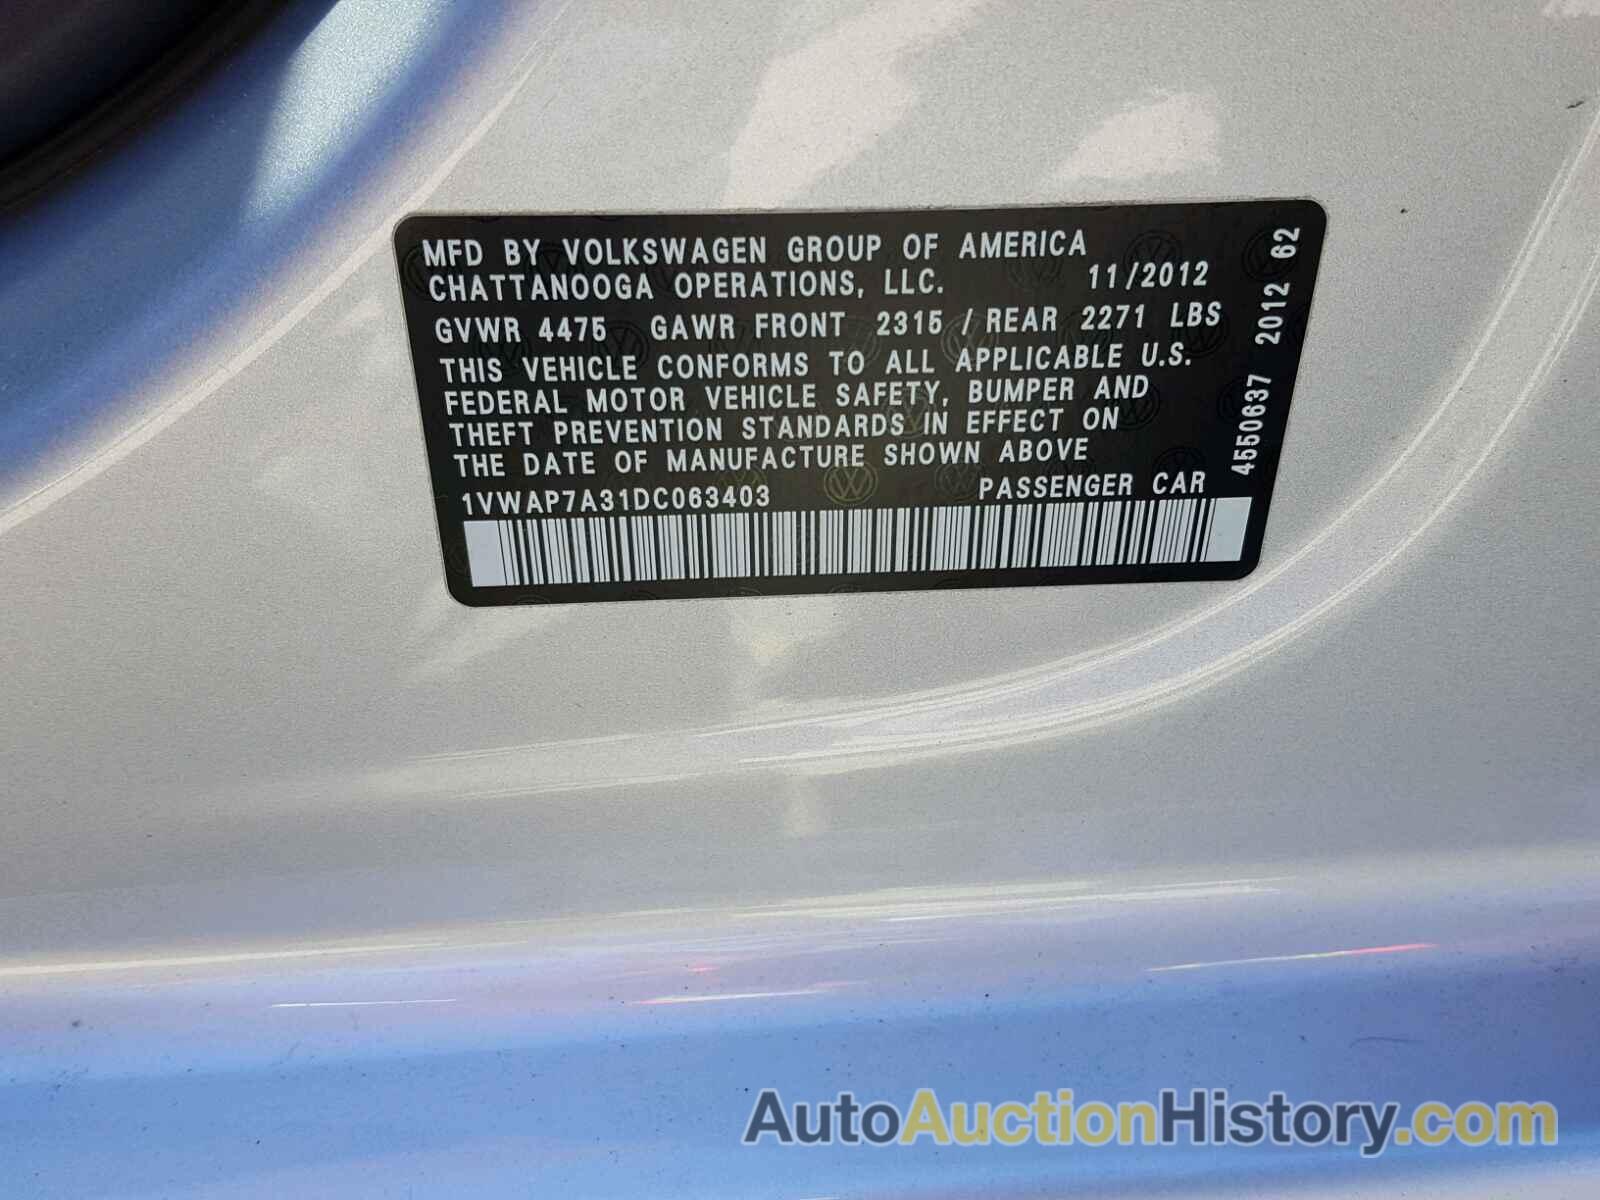 MFD BY VOLKSWAGEN GROUP OF AMERICA
CHATTANOOGA OPERATIONS, LLC. 11/2012
GVWR 4475 GAWR FRONT 2315 / REAR 2271 LBS
THIS VEHICLE CONFORMS TO ALL APPLICABLE U.S.
FEDERAL MOTOR VEHICLE SAFETY, BUMPER AND
THEFT PREVENTION STANDARDS IN EFFECT ON
THE DATE OF MANUFACTURE SHOWN ABOVE
1VWAP7A31DC063403 PASSENGER CAR
4550637 2012 62
AutoAuctionHistory.com